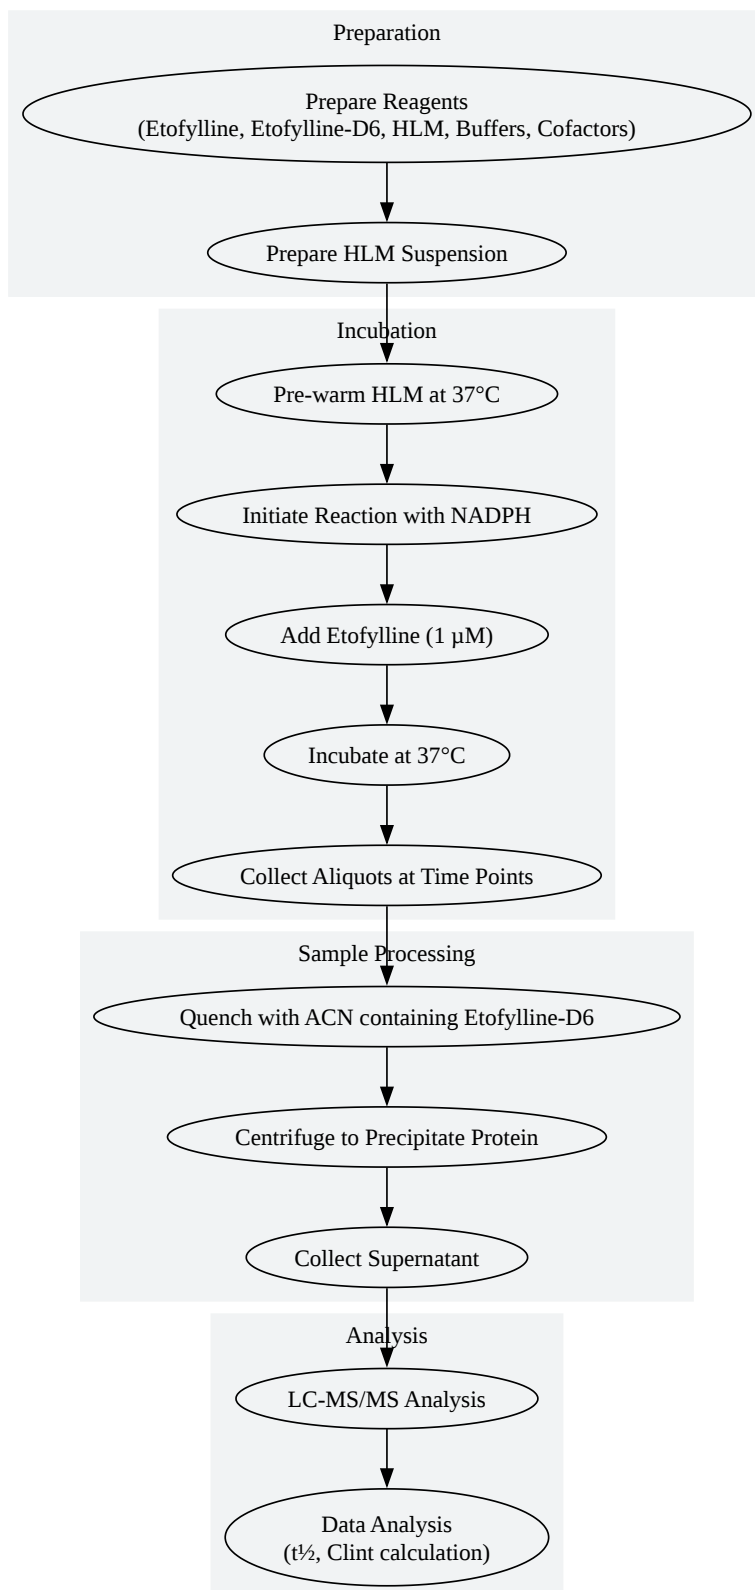 Preparation
Prepare Reagents
(Etofylline, Etofylline-D6, HLM, Buffers, Cofactors)
Prepare HLM Suspension
Incubation
Pre-warm HLM at 37°C
Initiate Reaction with NADPH
Add Etofylline (1 µM)
Incubate at 37°C
Collect Aliquots at Time Points
Sample Processing
Quench with ACN containing Etofylline-D6
Centrifuge to Precipitate Protein
Collect Supernatant
Analysis
LC-MS/MS Analysis
Data Analysis
(t½, Clint calculation)